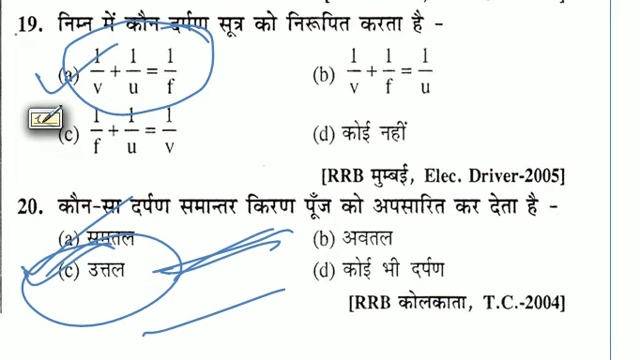 19. निम्न में कौन दर्पण सूत्र को निरूपित करता है -
(a) 1/v + 1/u = 1/f (b) 1/v + 1/f = 1/u
(c) 1/f + 1/u = 1/v (d) कोई नहीं
[RRB मुम्बई, Elec. Driver-2005]
20. कौन-सा दर्पण समान्तर किरण पूँज को अपसारित कर देता है -
(a) समतल (b) अवतल
(c) उत्तल (d) कोई भी दर्पण
[RRB कोलकाता, T.C.-2004]